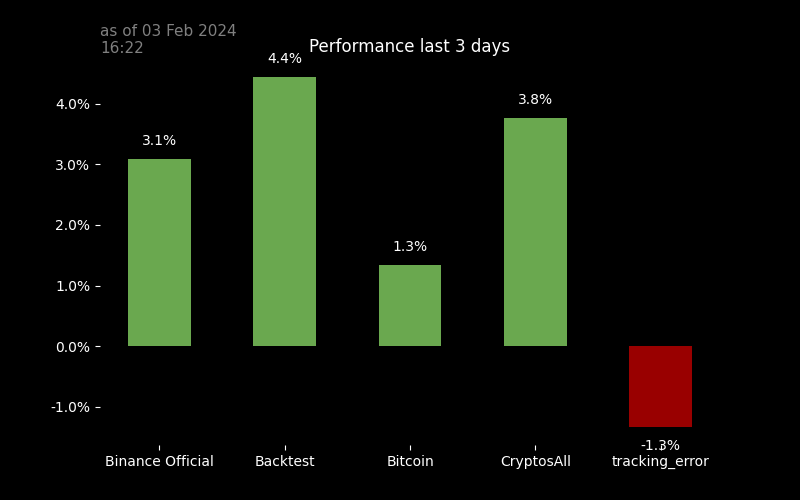 as of 03 Feb 2024
16:22
Performance last 3 days
4.4%
4.0%
3.8%
3.1%
3.0%
2.0%
1.3%
1.0%
0.0%
-1.0%
-1.3%
Binance Official
Backtest
Bitcoin
CryptosAll
tracking_error